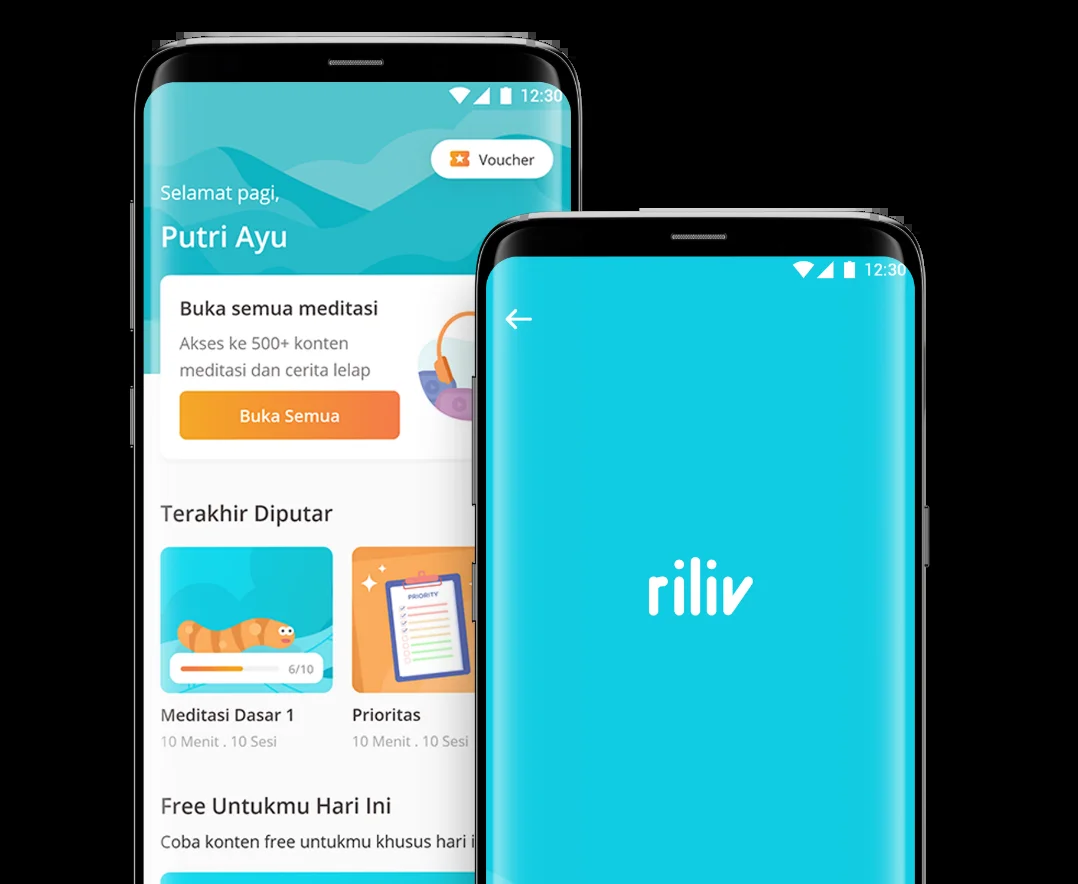 12:30
Voucher
Selamat pagi,
Putri Ayu
Buka semua meditasi
Akses ke 500+ konten
meditasi dan cerita lelap
Buka Semua
Terakhir Diputar
PRIORITY
6/10
Meditasi Dasar 1
10 Menit . 10 Sesi
Prioritas
10 Menit . 10 Sesi
Free Untukmu Hari Ini
Coba konten free untukmu khusus hari
12:30
riliv